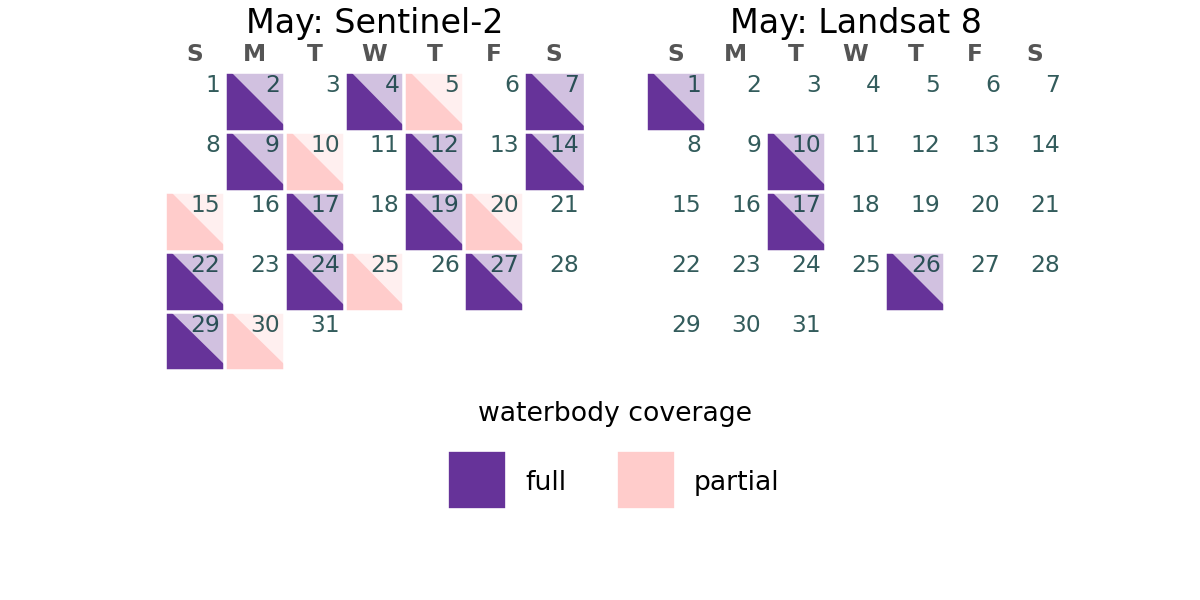 May: Sentinel-2
S M T W T F S
1 2 3 4 5 6 7
8 9 10 11 12 13 14
15 16 17 18 19 20 21
22 23 24 25 26 27 28
29 30 31
May: Landsat 8
S M T W T F S
1 2 3 4 5 6 7
8 9 10 11 12 13 14
15 16 17 18 19 20 21
22 23 24 25 26 27 28
29 30 31
waterbody coverage
full partial